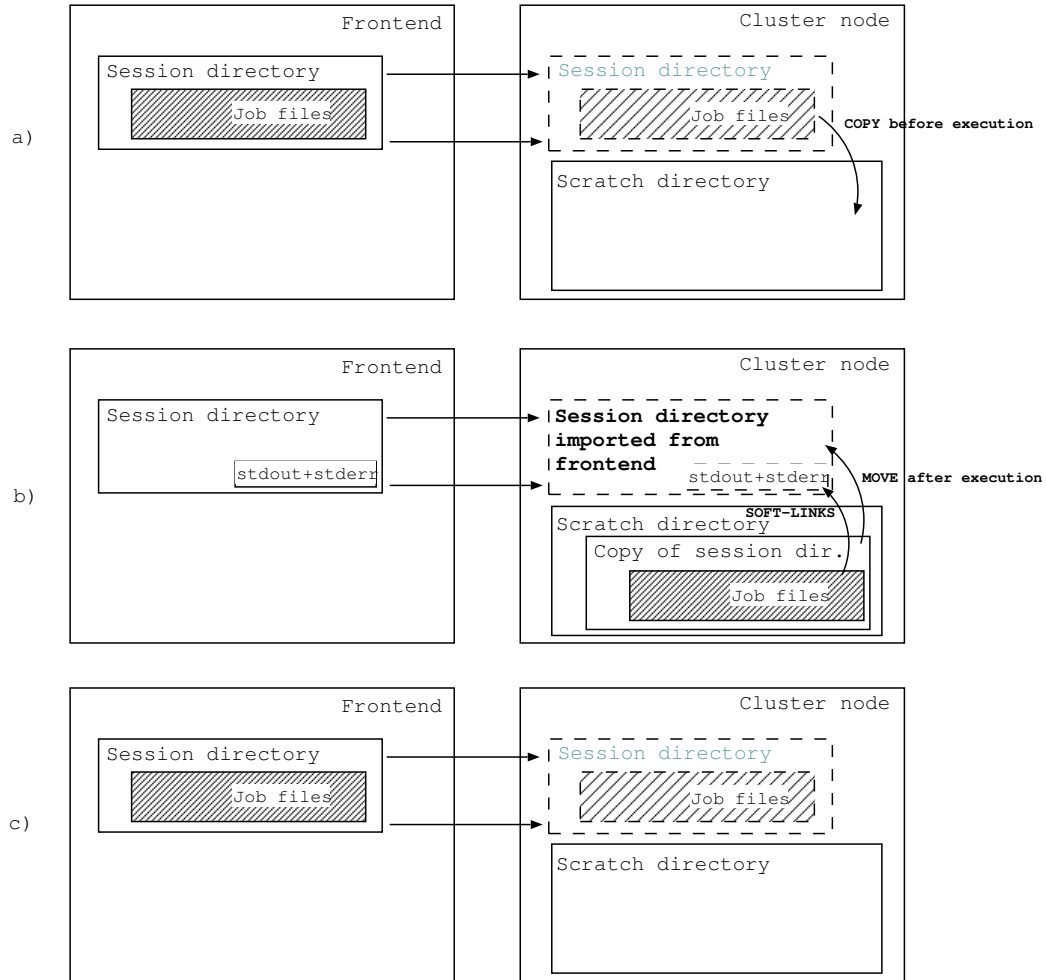 a)
Frontend
Session directory
Job files
Cluster node
Session directory
Job files
COPY before execution
Scratch directory
b)
Frontend
Session directory
stdout+stderr
Cluster node
Session directory
imported from
frontend
stdout+stderr
MOVE after execution
SOFT-LINKS
Scratch directory
Copy of session dir.
Job files
c)
Frontend
Session directory
Job files
Cluster node
Session directory
Job files
Scratch directory